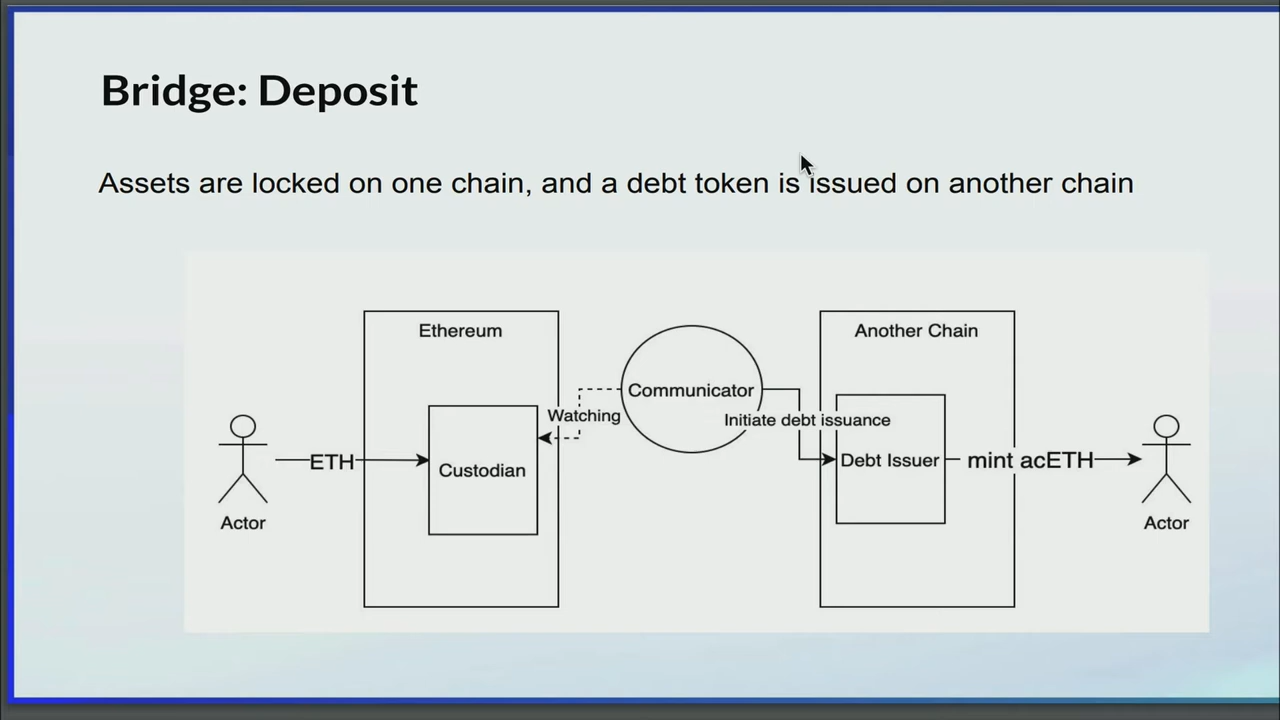 Bridge: Deposit
Assets are locked on one chain, and a debt token is issued on another chain
Ethereum
Another Chain
Communicator
Watching
Initiate debt issuance
ETH
Custodian
Debt Issuer
mint acETH
Actor
Actor